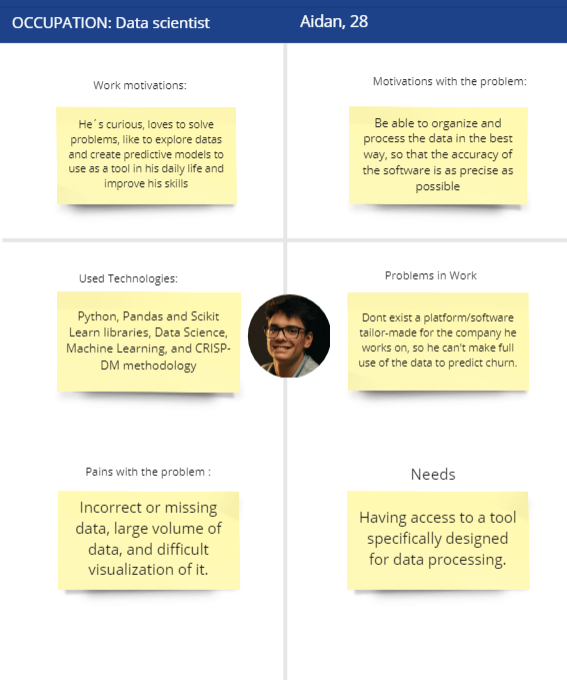 OCCUPATION: Data scientist
Aidan, 28
Work motivations:
He´s curious, loves to solve
problems, like to explore datas
and create predictive models to
use as a tool in his daily life and
improve his skills
Motivations with the problem:
Be able to organize and
process the data in the best
way, so that the accuracy of
the software is as precise as
possible
Used Technologies:
Python, Pandas and Scikit
Learn libraries, Data Science,
Machine Learning, and CRISP-
DM methodology
Problems in Work
Dont exist a platform/software
tailor-made for the company he
works on, so he can't make full
use of the data to predict churn.
Pains with the problem :
Incorrect or missing
data, large volume of
data, and difficult
visualization of it.
Needs
Having access to a tool
specifically designed
for data processing.